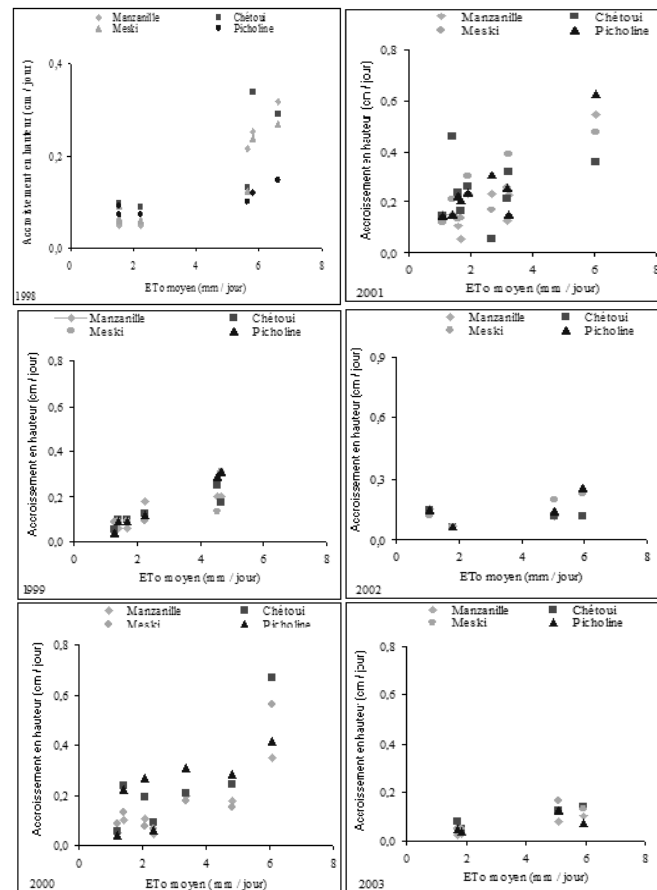 Manzanille Chétoui
Meski Picholine
Accroissement en hauteur (cm / jour)
0,4
0,2
0
0 2 4 6 8
ETo moyen (mm / jour)
1998
Manzanille Chétoui
Meski Picholine
Accroissement en hauteur (cm / jour)
0,8
0,6
0,4
0,2
0,0
0 2 4 6 8
ETo moyen (mm / jour)
2001
Manzanille Chétoui
Meski Picholine
Accroissement en hauteur (cm / jour)
0,8
0,6
0,4
0,2
0,0
0 2 4 6 8
ETo moyen (mm / jour)
1999
Manzanille Chétoui
Meski Picholine
Accroissement en hauteur (cm / jour)
0,9
0,6
0,3
0,0
0 2 4 6 8
ETo moyen (mm / jour)
2002
Manzanille Chétoui
Meski Picholine
Accroissement en hauteur (cm / jour)
0,8
0,6
0,4
0,2
0,0
0 2 4 6 8
ETo moyen (mm / jour)
2000
Manzanille Chétoui
Meski Picholine
Accroissement en hauteur (cm / jour)
0,8
0,6
0,4
0,2
0,0
0 2 4 6 8
ETo moyen (mm / jour)
2003